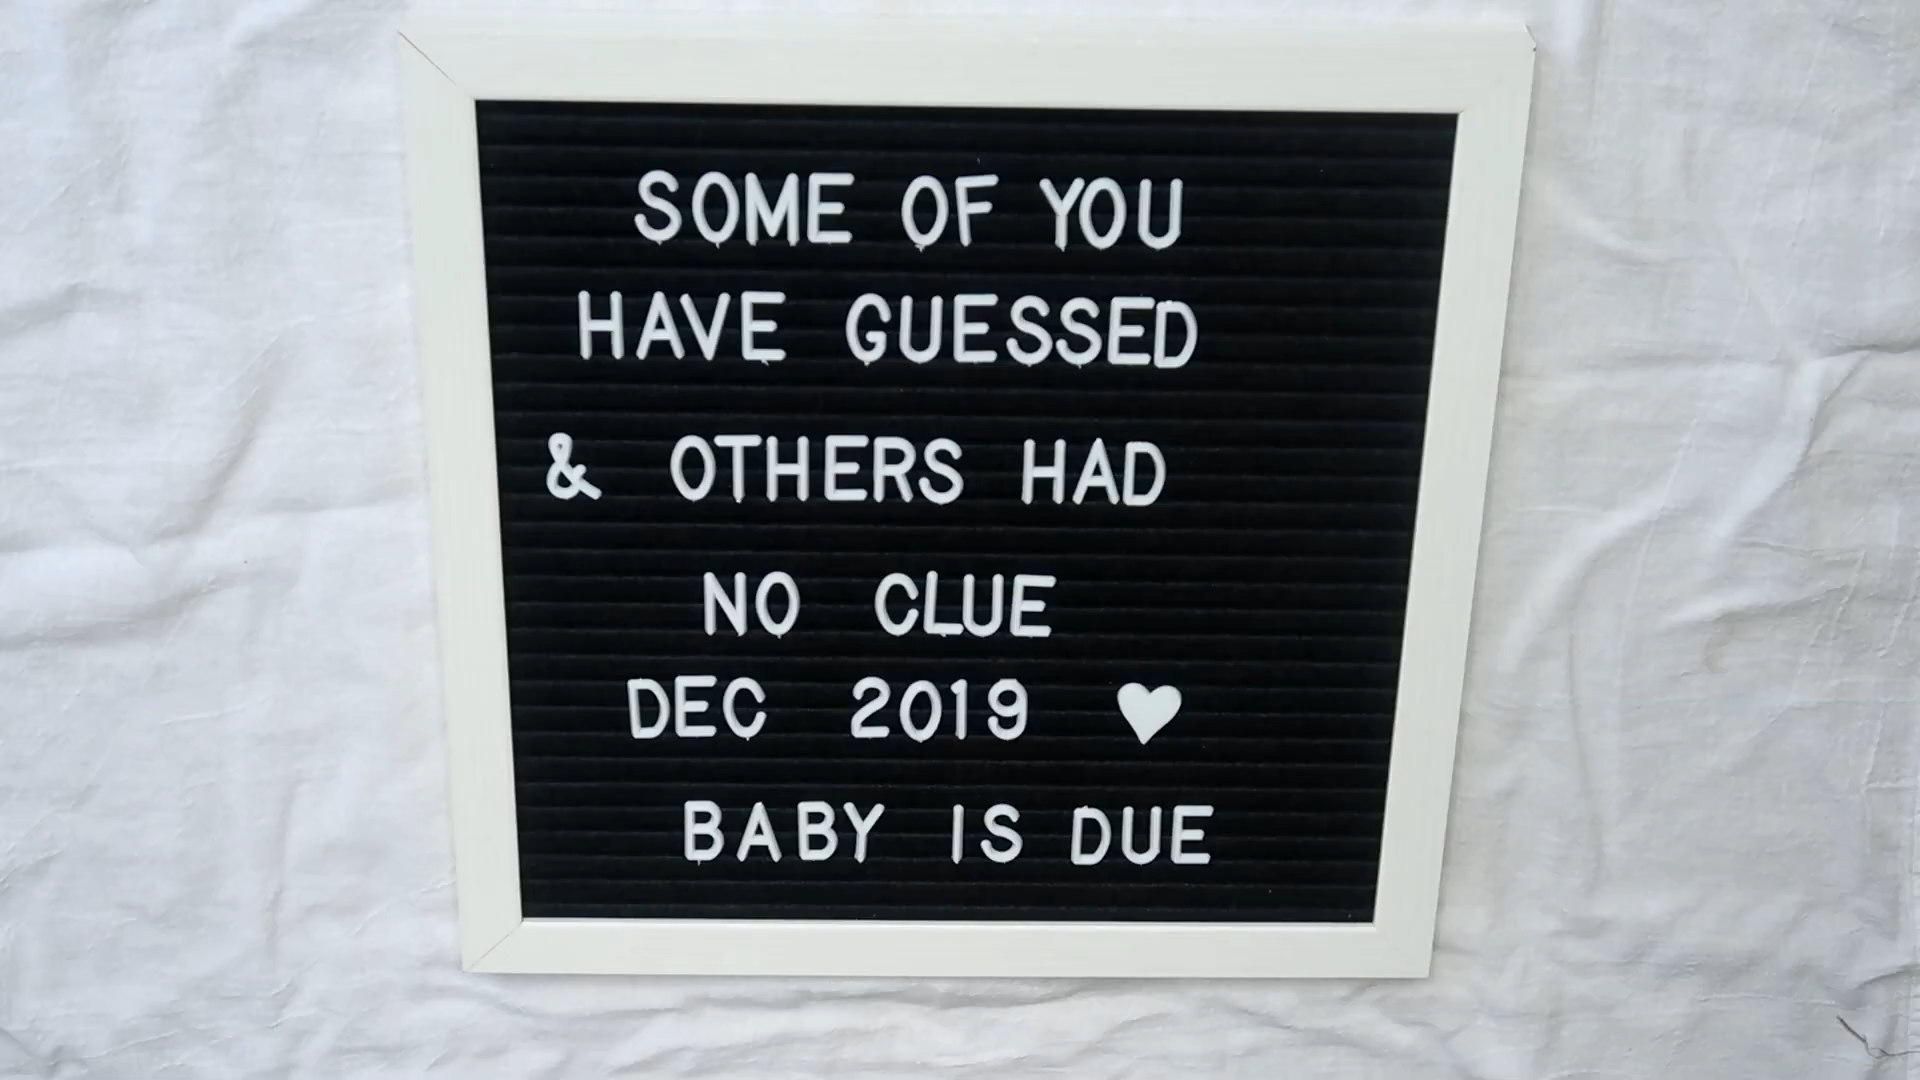 SOME OF YOU
HAVE GUESSED
& OTHERS HAD
NO CLUE
DEC 2019 ♥
BABY IS DUE